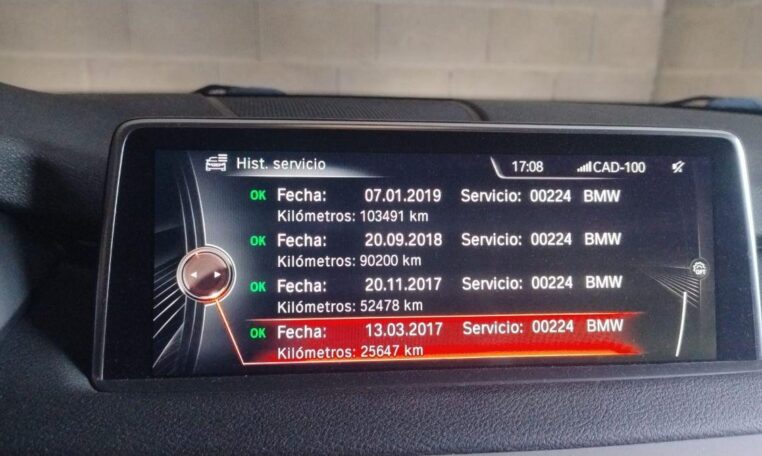 Hist. servicio 17:08 CAD-100
OK Fecha: 07.01.2019 Servicio: 00224 BMW
Kilómetros: 103491 km
OK Fecha: 20.09.2018 Servicio: 00224 BMW
Kilómetros: 90200 km
OK Fecha: 20.11.2017 Servicio: 00224 BMW
Kilómetros: 52478 km
OK Fecha: 13.03.2017 Servicio: 00224 BMW
Kilómetros: 25647 km